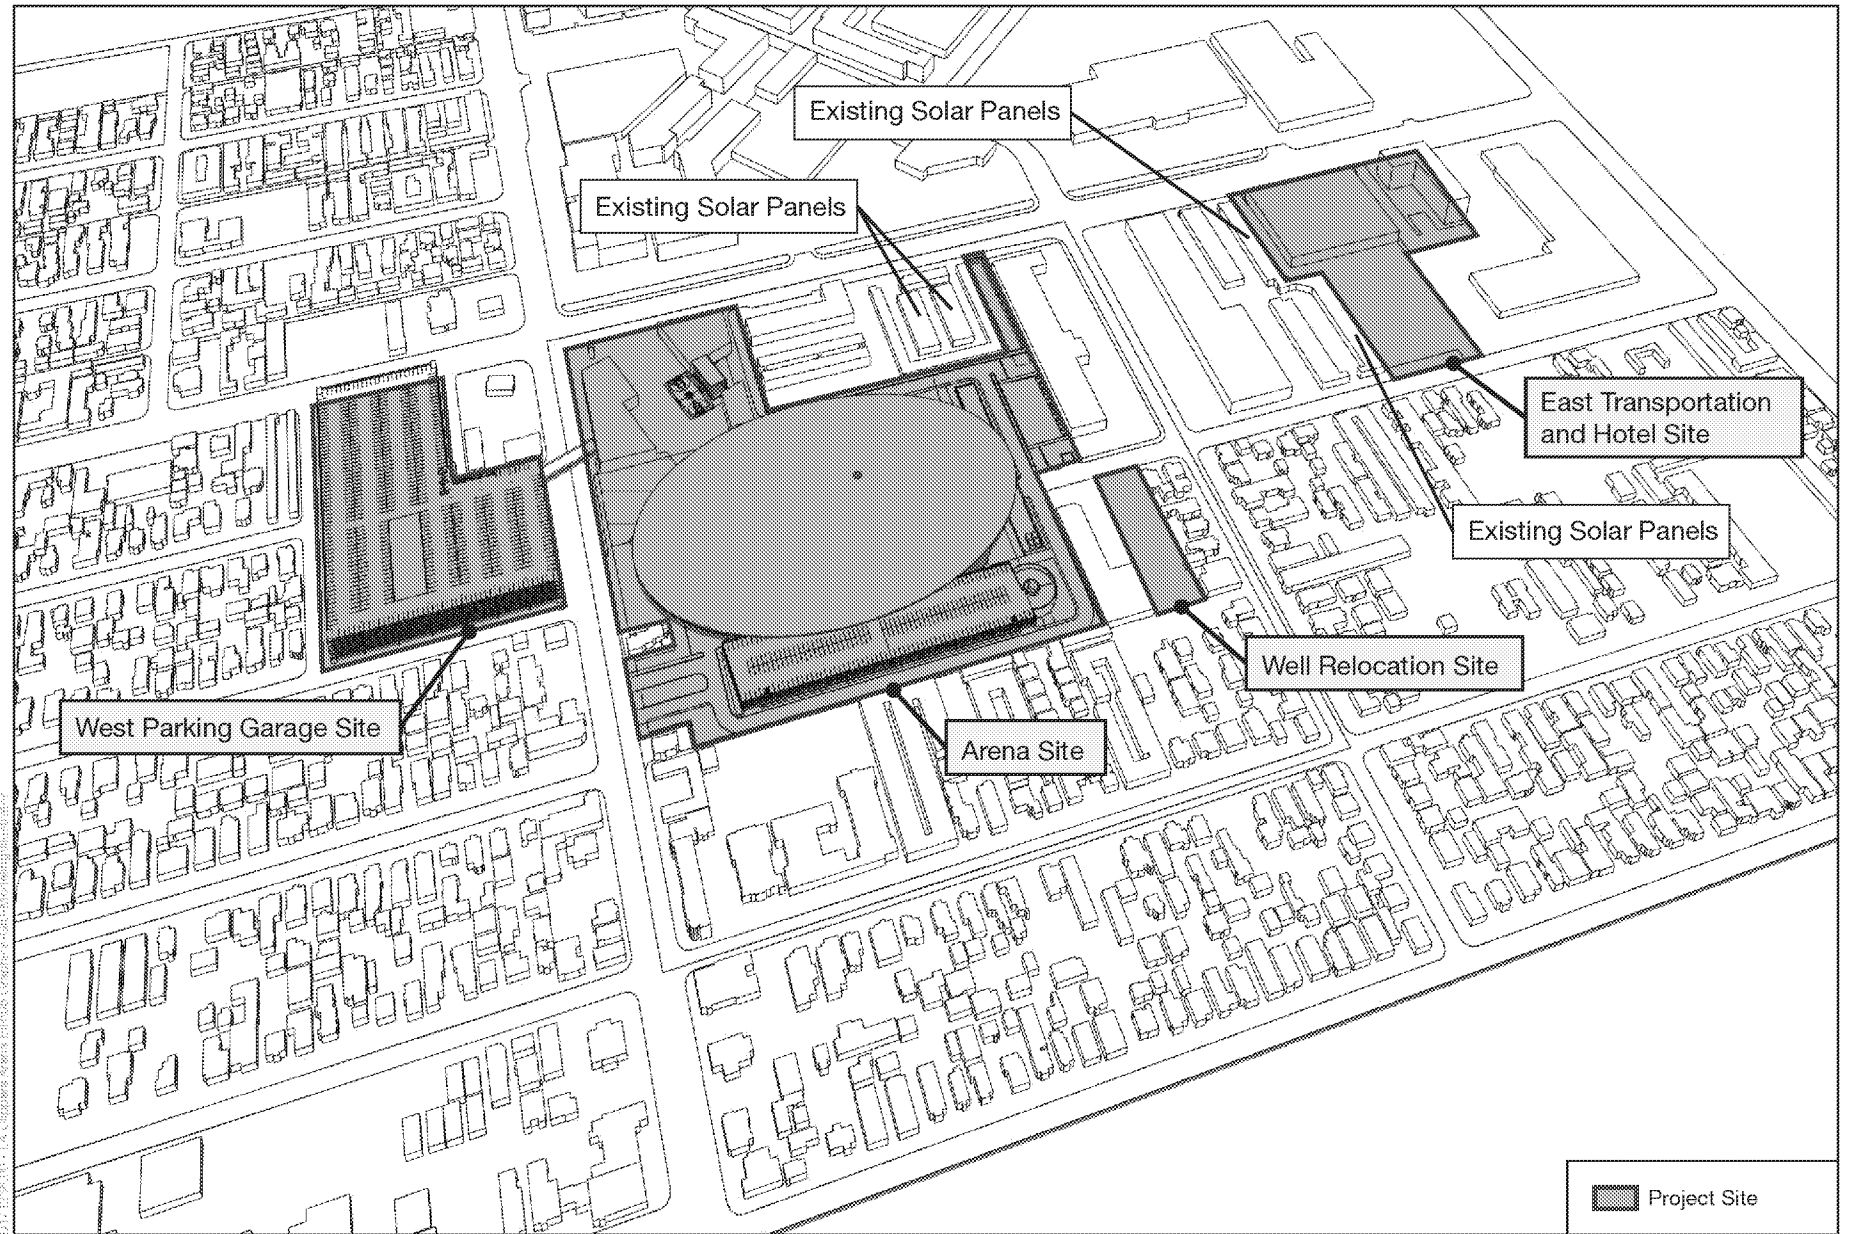 Existing Solar Panels
Existing Solar Panels
East Transportation
and Hotel Site
Existing Solar Panels
Well Relocation Site
West Parking Garage Site
Arena Site
Project Site